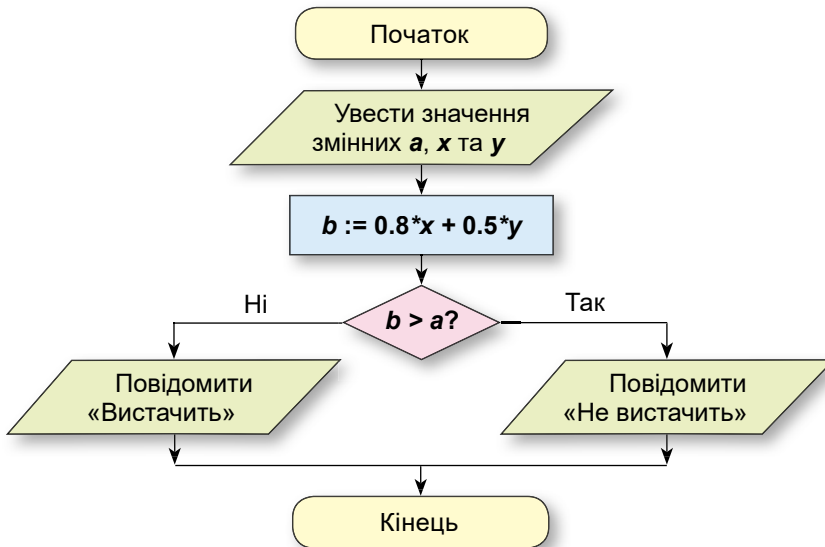 Початок
Увести значення
змінних a, x та y
b := 0.8*x + 0.5*y
Ні
b > a?
Так
Повідомити
«Вистачить»
Повідомити
«Не вистачить»
Кінець